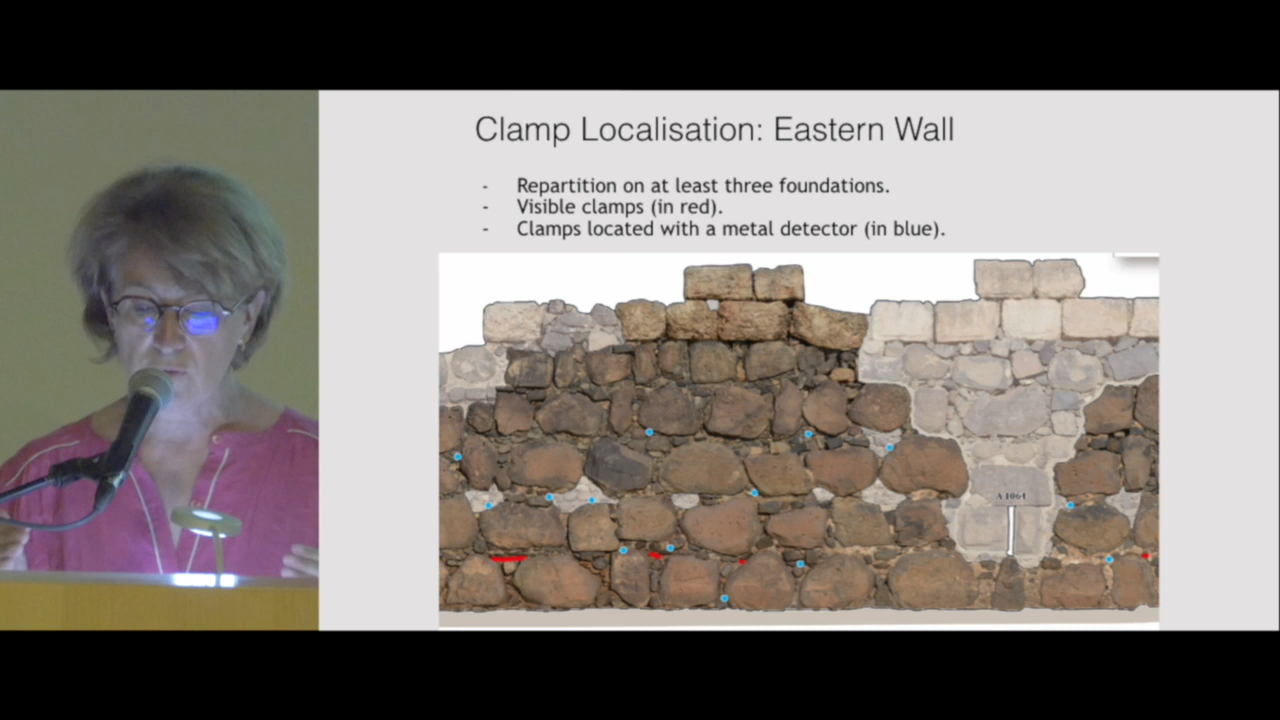 Clamp Localisation: Eastern Wall
- Repartition on at least three foundations.
- Visible clamps (in red).
- Clamps located with a metal detector (in blue).
A 1064